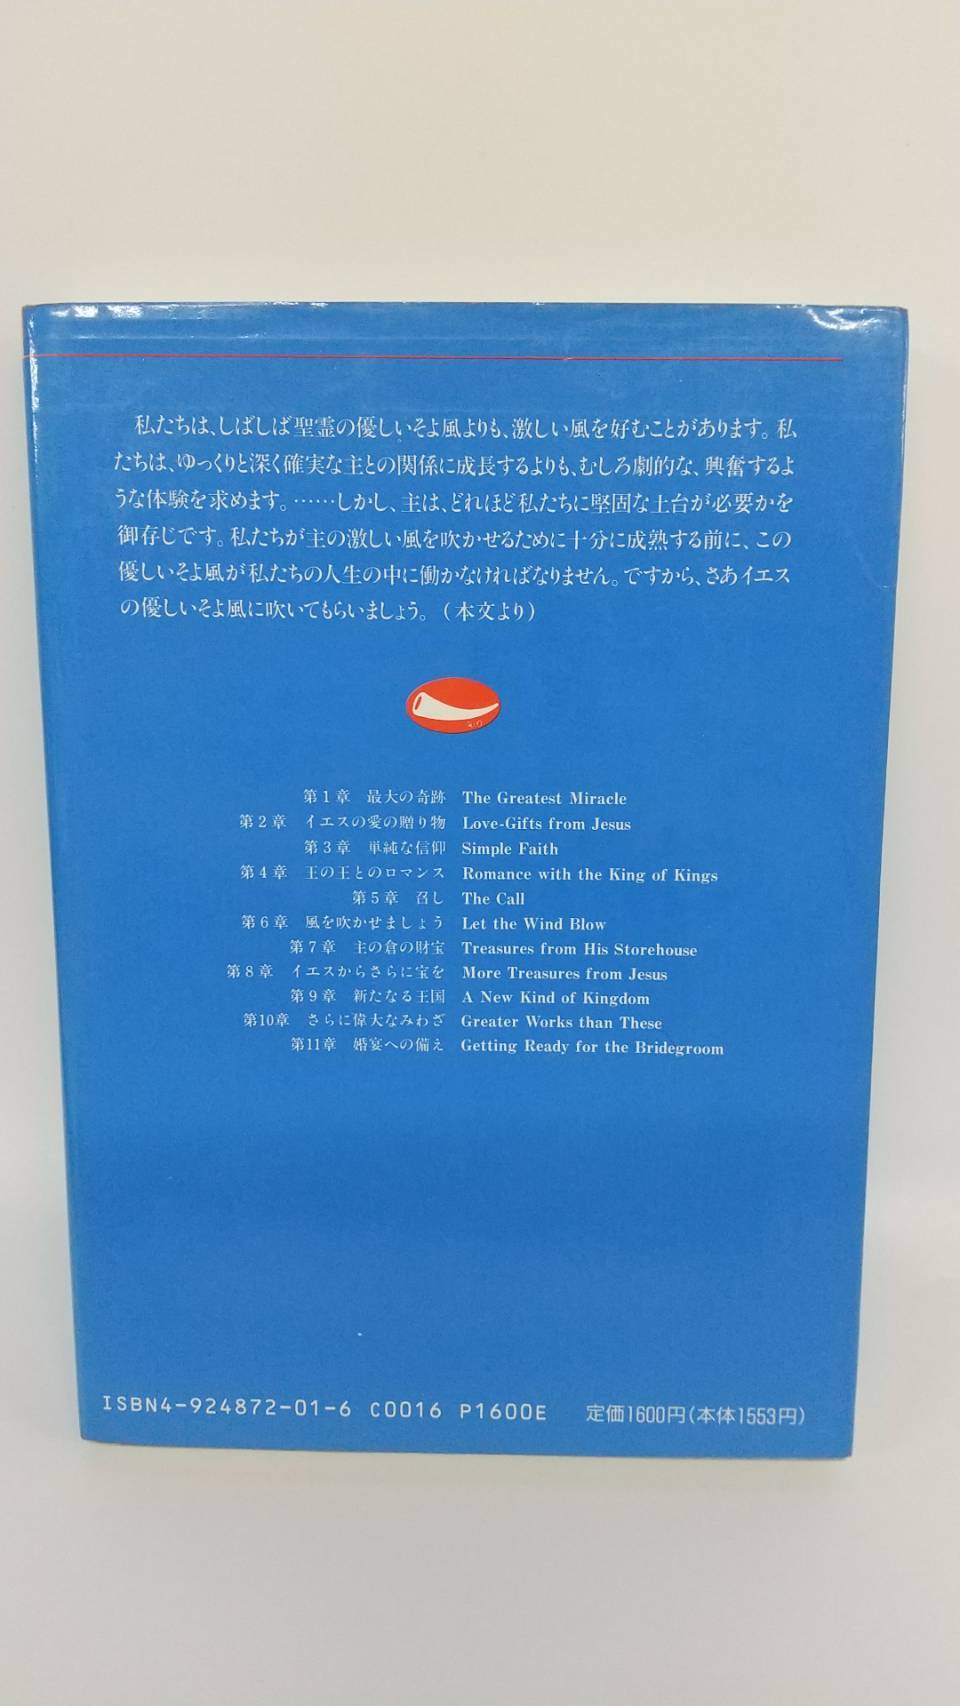 私たちは、しばしば聖霊の優しいそよ風よりも、激しい風を好むことがあります。私
たちは、ゆっくりと深く確実な主との関係に成長するよりも、むしろ劇的な、興奮するよ
うな体験を求めます。……しかし、主は、どれほど私たちに堅固な土台が必要かを
御存じです。私たちが主の激しい風を吹かせるために十分に成熟する前に、この
優しいそよ風が私たちの人生の中に働かなければなりません。ですから、さあイエス
の優しいそよ風に吹いてもらいましょう。(本文より)
第1章 最大の奇跡 The Greatest Miracle
第2章 イエスの愛の贈り物 Love-Gifts from Jesus
第3章 単純な信仰 Simple Faith
第4章 王の王とのロマンス Romance with the King of Kings
第5章 召し The Call
第6章 風を吹かせましょう Let the Wind Blow
第7章 主の倉の財宝 Treasures from His Storehouse
第8章 イエスからさらに宝を More Treasures from Jesus
第9章 新たなる王国 A New Kind of Kingdom
第10章 さらに偉大なみわざ Greater Works than These
第11章 婚宴への備え Getting Ready for the Bridegroom
ISBN4-924872-01-6 C0016 P1600E 定価1600円(本体1553円)